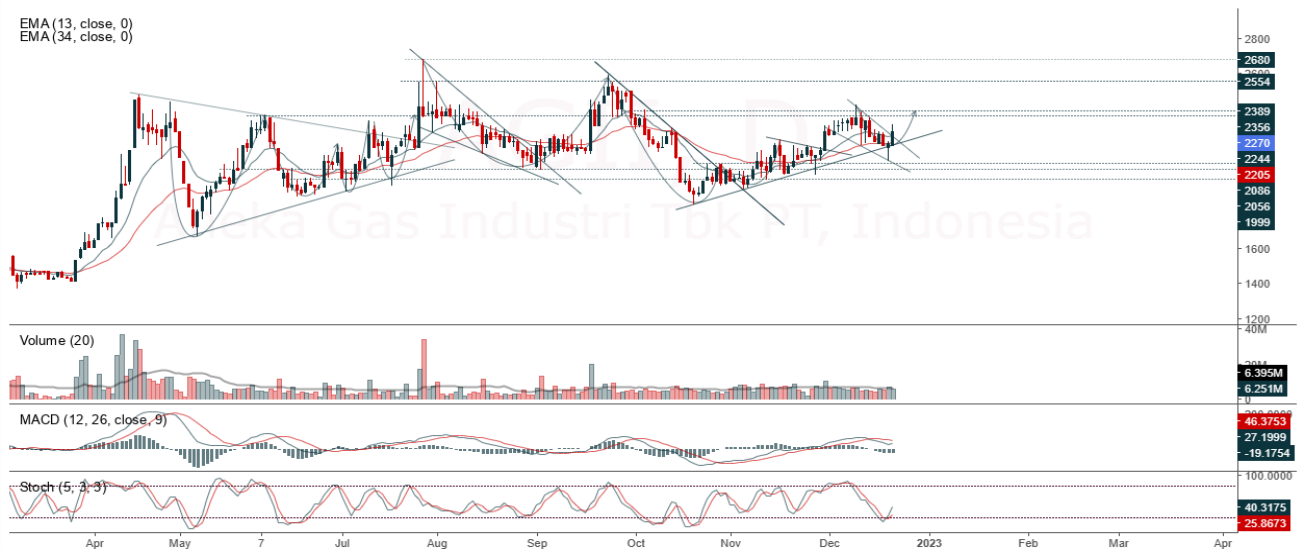 EMA (13, close, 0)
EMA (34, close, 0)
2800
2680
2554
2389
2356
2270
2244
2205
2086
2056
1999
Aneka Gas Industri Tbk PT, Indonesia
1600
1400
1200
Volume (20)
40M
6.395M
6.251M
0
MACD (12, 26, close, 9)
46.3753
27.1999
-19.1754
Stoch (5, 3, 3)
100.0000
40.3175
25.8673
Apr May 7 Jul Aug Sep Oct Nov Dec 2023 Feb Mar Apr